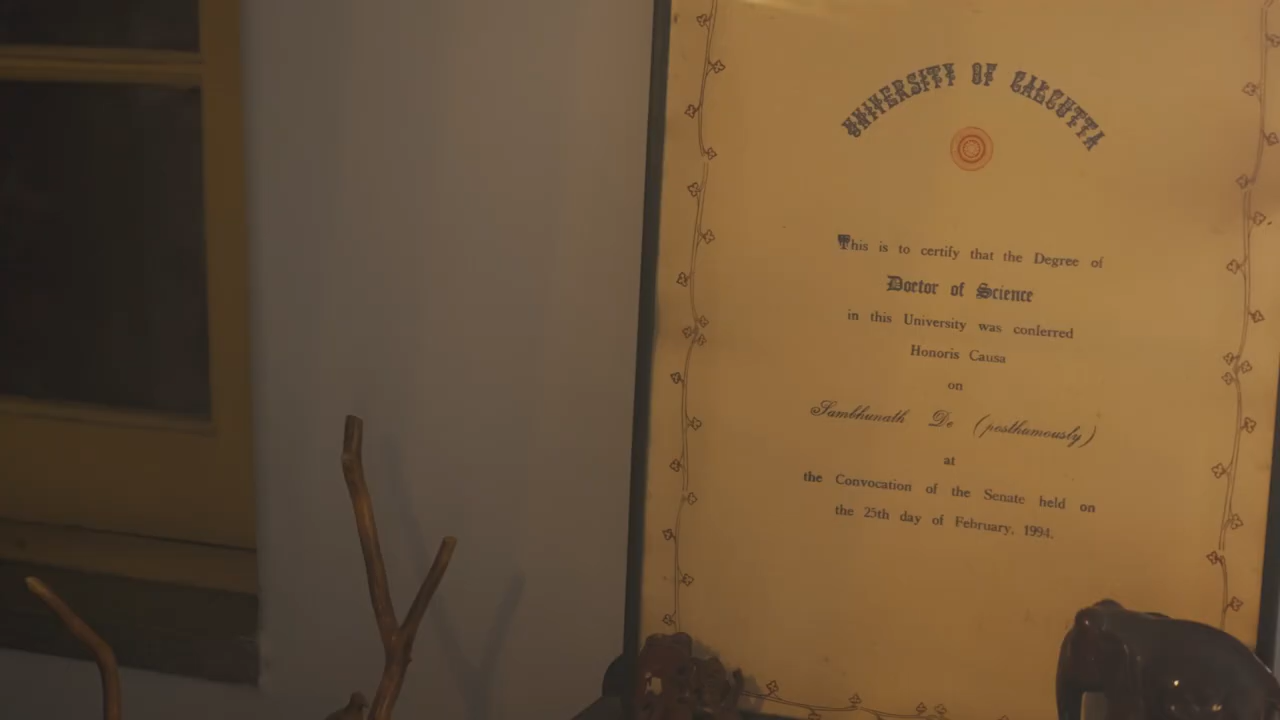 UNIVERSITY OF CALCUTTA
This is to certify that the Degree of
Doctor of Science
in this University was conferred
Honoris Causa
on
Sambhunath De (posthumously)
at
the Convocation of the Senate held on
the 25th day of February, 1994.